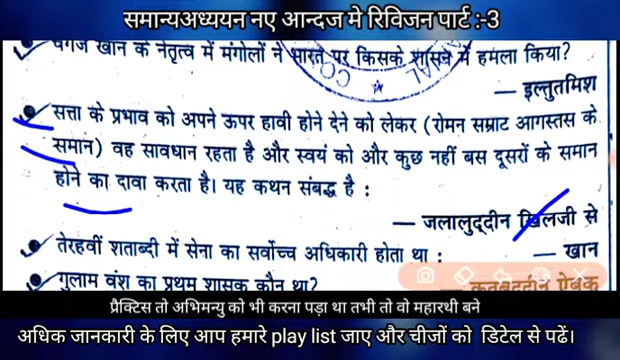 समान्यअध्ययन नए आन्दज मे रिविजन पार्ट :-3
चंगेज खान के नेतृत्व में मंगोलों ने भारत पर किसके शासन में हमला किया?
— इल्तुतमिश
सत्ता के प्रभाव को अपने ऊपर हावी होने देने को लेकर (रोमन सम्राट आगस्तस के
समान) वह सावधान रहता है और स्वयं को और कुछ नहीं बस दूसरों के समान
होने का दावा करता है। यह कथन संबद्ध है :
— जलालुद्दीन खिलजी से
तेरहवीं शताब्दी में सेना का सर्वोच्च अधिकारी होता था :
— खान
गुलाम वंश का प्रथम शासक कौन था?
— कुतुबुद्दीन ऐबक
प्रैक्टिस तो अभिमन्यु को भी करना पड़ा था तभी तो वो महारथी बने
अधिक जानकारी के लिए आप हमारे play list जाए और चीजों को डिटेल से पढें।